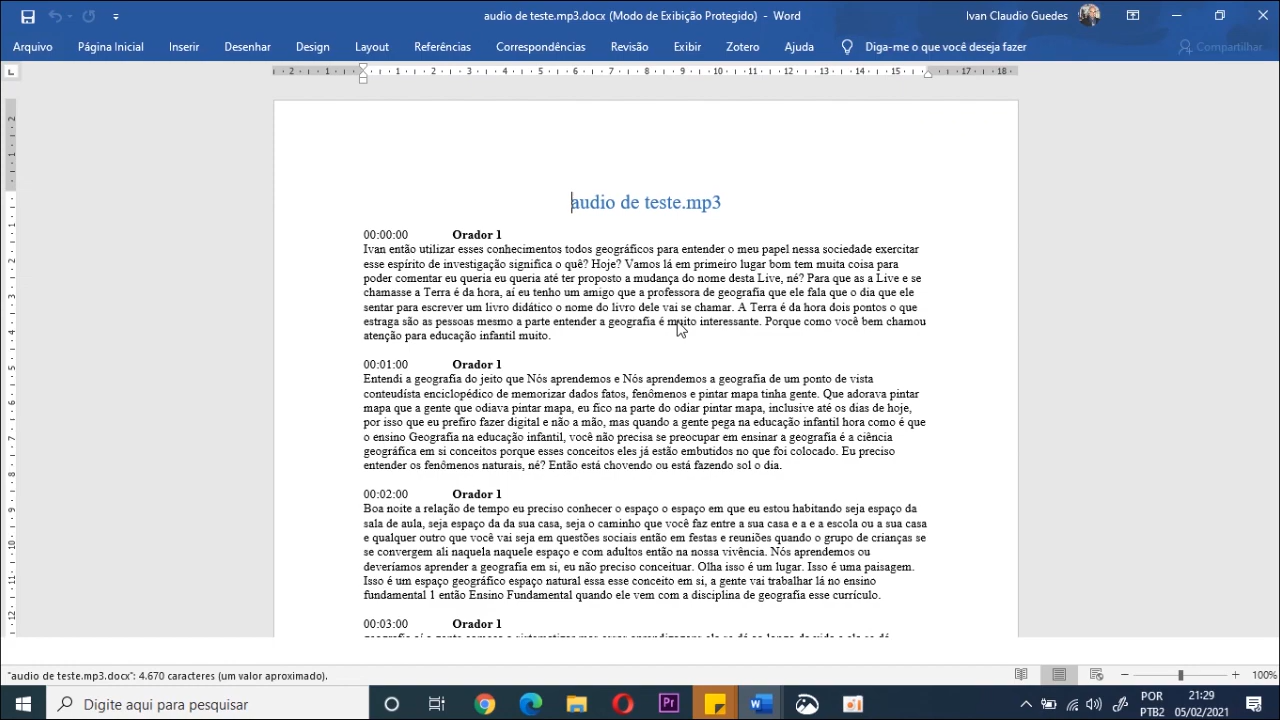 audio de teste.mp3.docx (Modo de Exibição Protegido) - Word
Ivan Claudio Guedes
Arquivo Página Inicial Inserir Desenhar Design Layout Referências Correspondências Revisão Exibir Zotero Ajuda Diga-me o que você deseja fazer Compartilhar
2 1 1 2 3 4 5 6 7 8 9 10 11 12 13 14 15 17 18
audio de teste.mp3
00:00:00 Orador 1
Ivan então utilizar esses conhecimentos todos geográficos para entender o meu papel nessa sociedade exercitar
esse espírito de investigação significa o quê? Hoje? Vamos lá em primeiro lugar bom tem muita coisa para
poder comentar eu queria eu queria até ter proposto a mudança do nome desta Live, né? Para que as a Live e se
chamasse a Terra é da hora, aí eu tenho um amigo que a professora de geografia que ele fala que o dia que ele
sentar para escrever um livro didático o nome do livro dele vai se chamar. A Terra é da hora dois pontos o que
estraga são as pessoas mesmo a parte entender a geografia é muito interessante. Porque como você bem chamou
atenção para educação infantil muito.
00:01:00 Orador 1
Entendi a geografia do jeito que Nós aprendemos e Nós aprendemos a geografia de um ponto de vista
conteudísta enciclopédico de memorizar dados fatos, fenômenos e pintar mapa tinha gente. Que adorava pintar
mapa que a gente que odiava pintar mapa, eu fico na parte do odiar pintar mapa, inclusive até os dias de hoje,
por isso que eu prefiro fazer digital e não a mão, mas quando a gente pega na educação infantil hora como é que
o ensino Geografia na educação infantil, você não precisa se preocupar em ensinar a geografia é a ciência
geográfica em si conceitos porque esses conceitos eles já estão embutidos no que foi colocado. Eu preciso
entender os fenômenos naturais, né? Então está chovendo ou está fazendo sol o dia.
00:02:00 Orador 1
Boa noite a relação de tempo eu preciso conhecer o espaço o espaço em que eu estou habitando seja espaço da
sala de aula, seja espaço da da sua casa, seja o caminho que você faz entre a sua casa e a e a escola ou a sua casa
e qualquer outro que você vai seja em questões sociais então em festas e reuniões quando o grupo de crianças se
se convergem ali naquela naquele espaço e com adultos então na nossa vivência. Nós aprendemos ou
deveríamos aprender a geografia em si, eu não preciso conceituar. Olha isso é um lugar. Isso é uma paisagem.
Isso é um espaço geográfico espaço natural essa esse conceito em si, a gente vai trabalhar lá no ensino
fundamental 1 então Ensino Fundamental quando ele vem com a disciplina de geografia esse currículo.
00:03:00 Orador 1
"audio de teste.mp3.docx": 4.670 caracteres (um valor aproximado).
100%
Digite aqui para pesquisar
POR
PTB2
21:29
05/02/2021